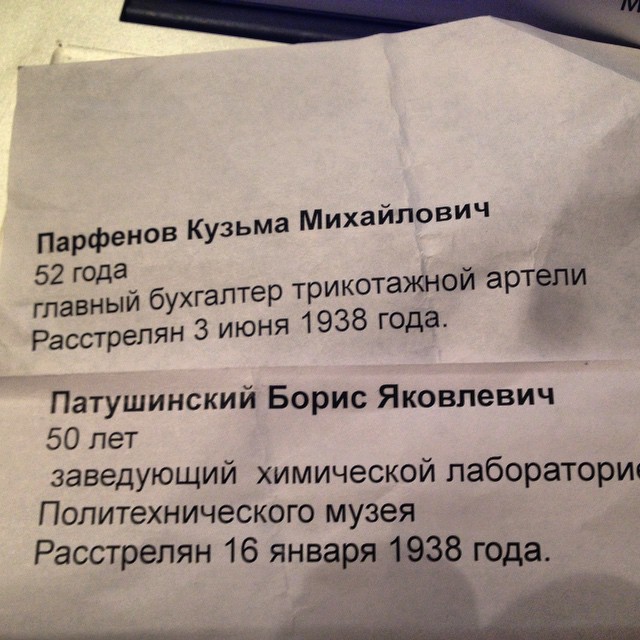 Парфенов Кузьма Михайлович
52 года
главный бухгалтер трикотажной артели
Расстрелян 3 июня 1938 года.
Патушинский Борис Яковлевич
50 лет
заведующий химической лабораторие
Политехнического музея
Расстрелян 16 января 1938 года.